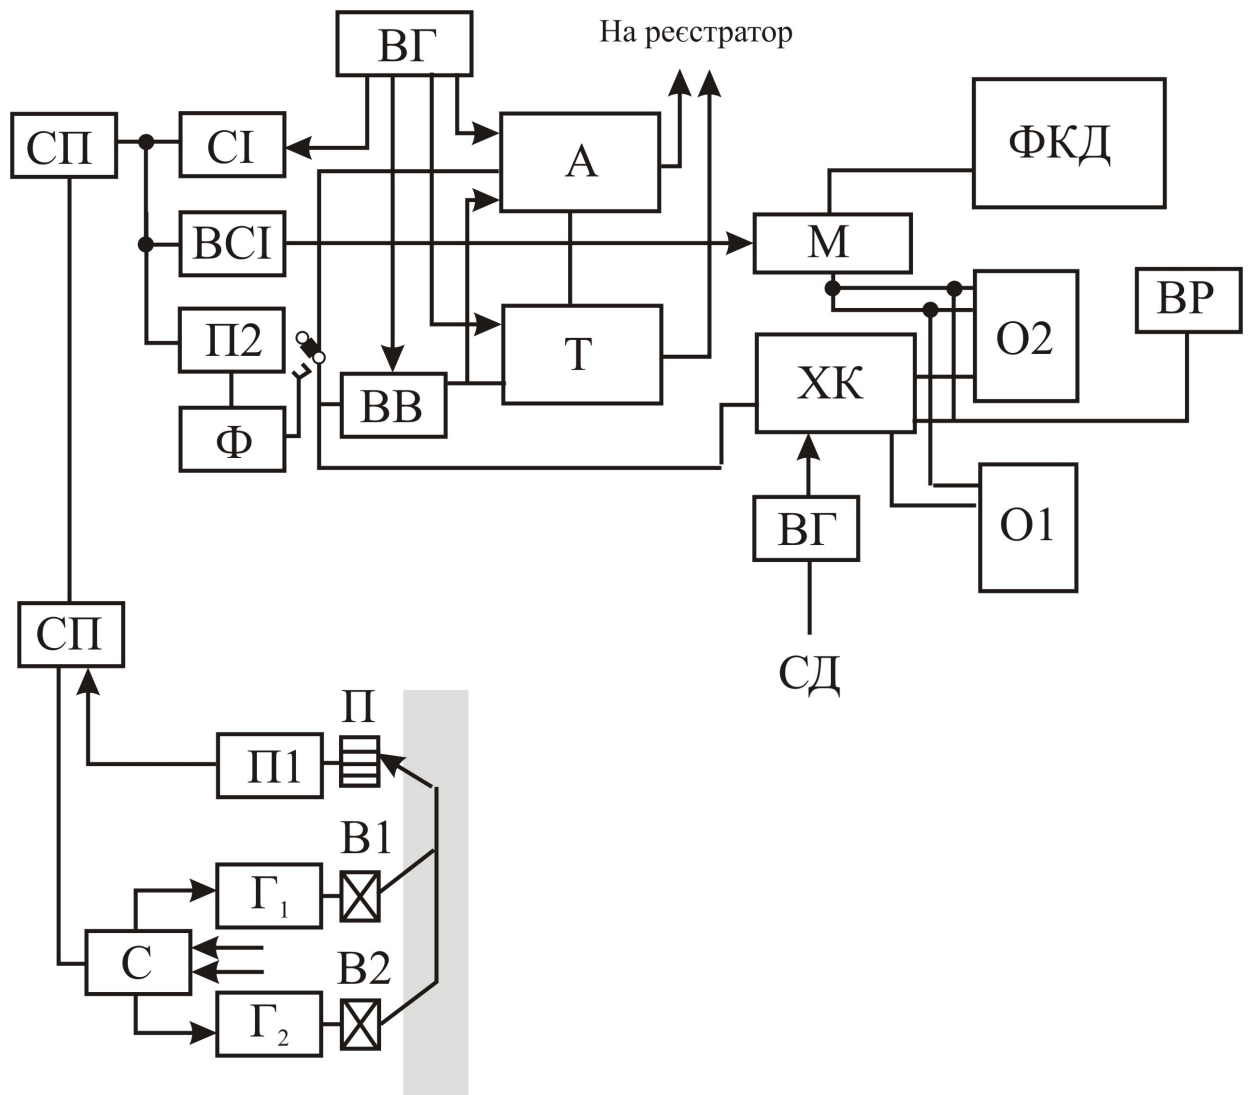 ВГ
На реєстратор
СП
СІ
А
ФКД
ВСІ
М
П2
Т
О2
ВР
ХК
ВВ
Ф
ВГ
О1
СП
СД
П
П1
В1
Г1
С
В2
Г2